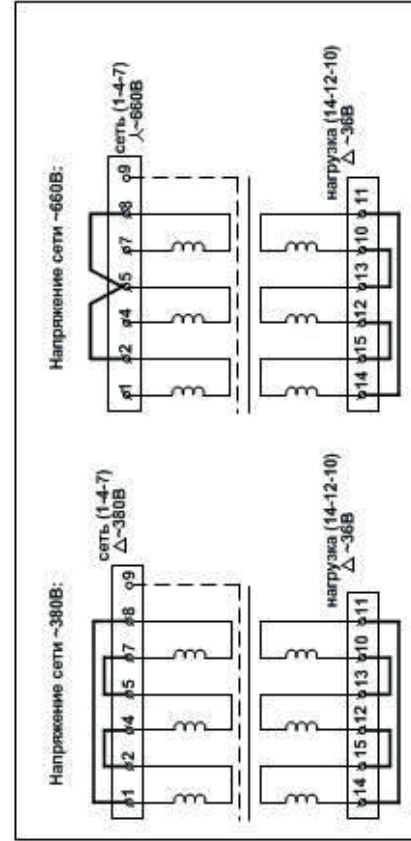 Напряжение сети ~380В:
сеть (1-4-7)
△~380В
1 2 4 5 7 8 9
14 15 12 13 10 11
нагрузка (14-12-10)
△ ~36В
Напряжение сети ~660В:
сеть (1-4-7)
⅄~660В
1 2 4 5 7 8 9
14 15 12 13 10 11
нагрузка (14-12-10)
△ ~36В